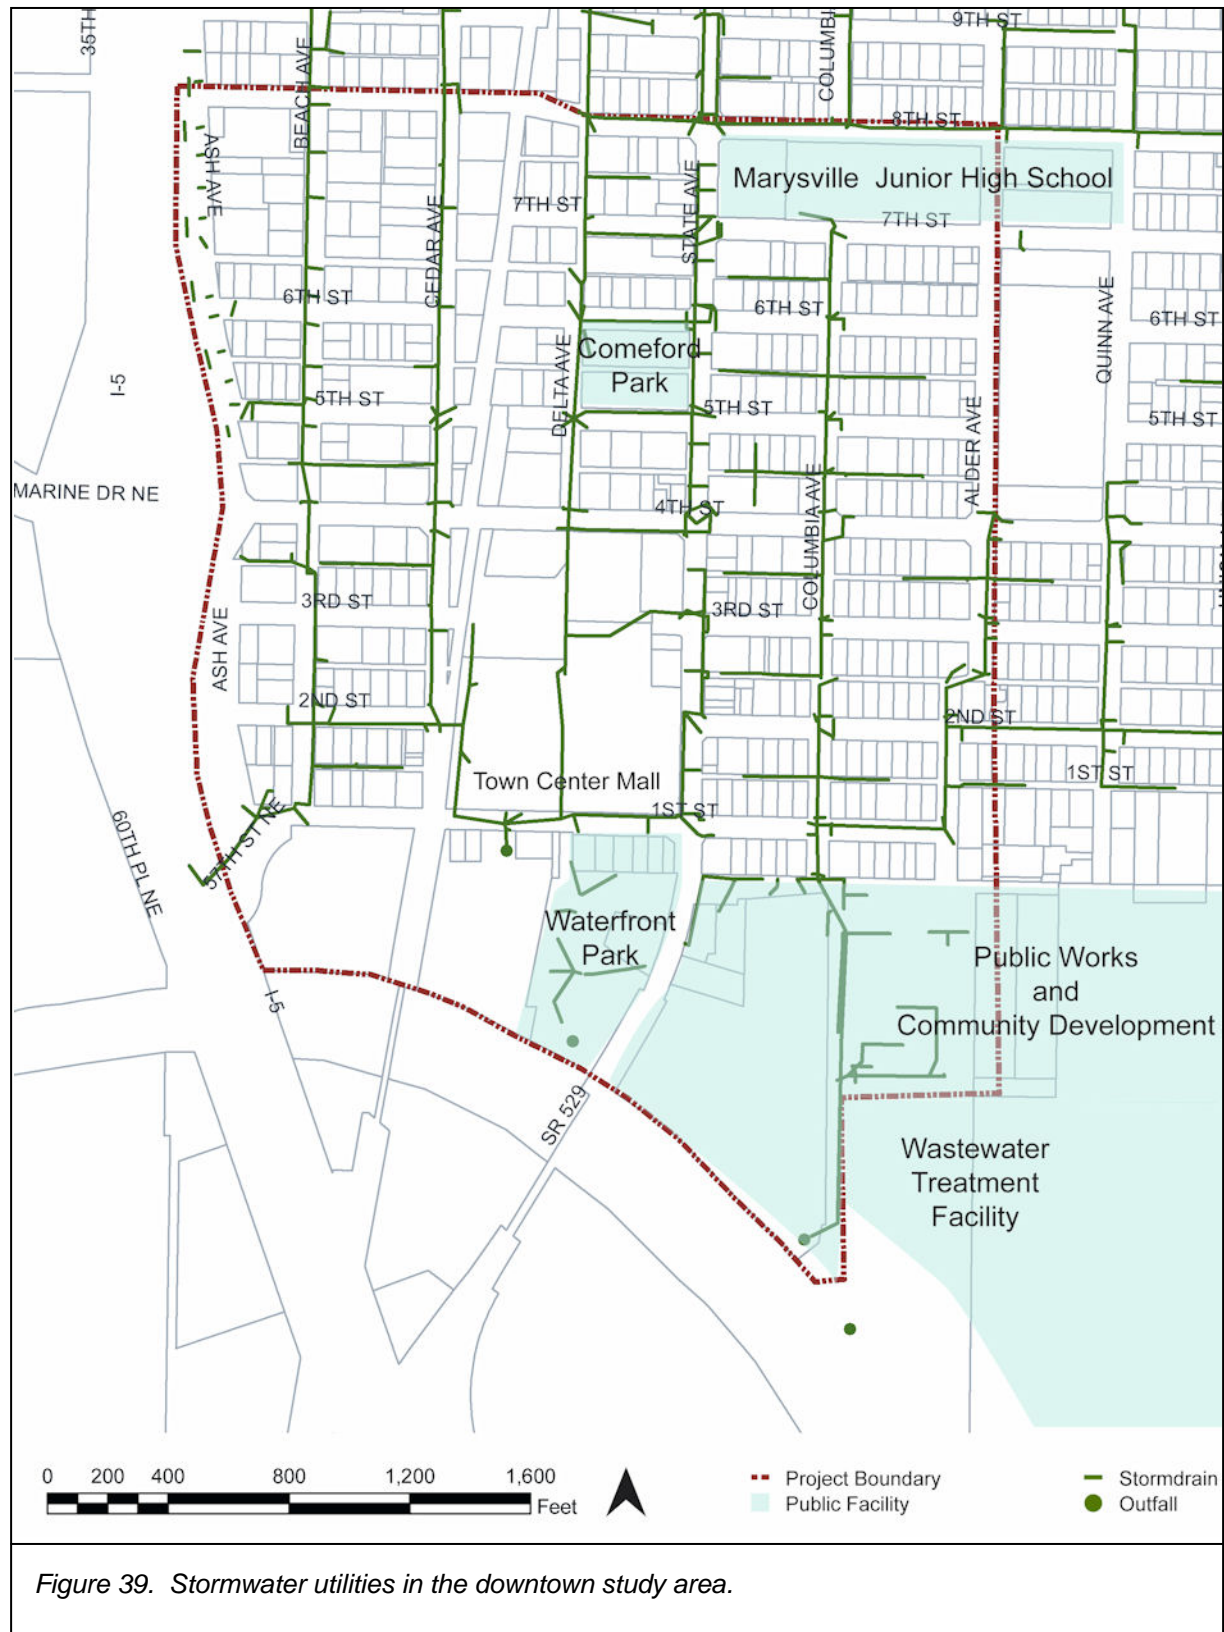 35TH
COLUMBI
9TH ST
BEACH AVE
8TH ST
ASH AVE
Marysville Junior High School
STATE AVE
7TH ST
7TH ST
CEDAR AVE
6TH ST
6TH ST
QUINN AVE
6TH ST
Comeford
Park
I-5
DELTA AVE
5TH ST
5TH ST
5TH ST
ALDER AVE
MARINE DR NE
4TH ST
COLUMBIA AVE
3RD ST
3RD ST
ASH AVE
2ND ST
2ND ST
1ST ST
Town Center Mall
1ST ST
60TH PL NE
57TH ST NE
Waterfront
Park
Public Works
and
Community Development
I-5
SR 529
Wastewater
Treatment
Facility
0 200 400 800 1,200 1,600
Feet
Project Boundary
Public Facility
Stormdrain
Outfall
Figure 39. Stormwater utilities in the downtown study area.